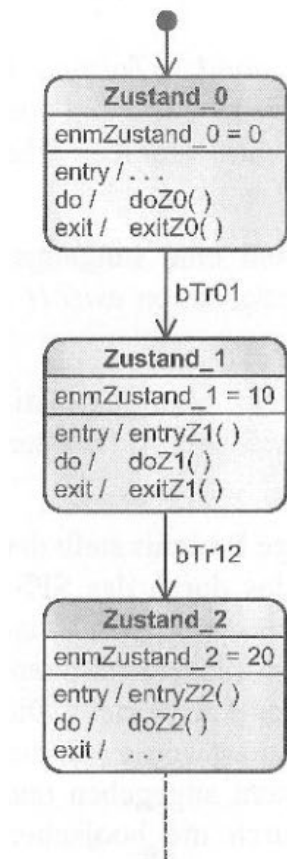 Zustand_0
enmZustand_0 = 0
entry / . . .
do / doZ0( )
exit / exitZ0( )
bTr01
Zustand_1
enmZustand_1 = 10
entry / entryZ1( )
do / doZ1( )
exit / exitZ1( )
bTr12
Zustand_2
enmZustand_2 = 20
entry / entryZ2( )
do / doZ2( )
exit / ...